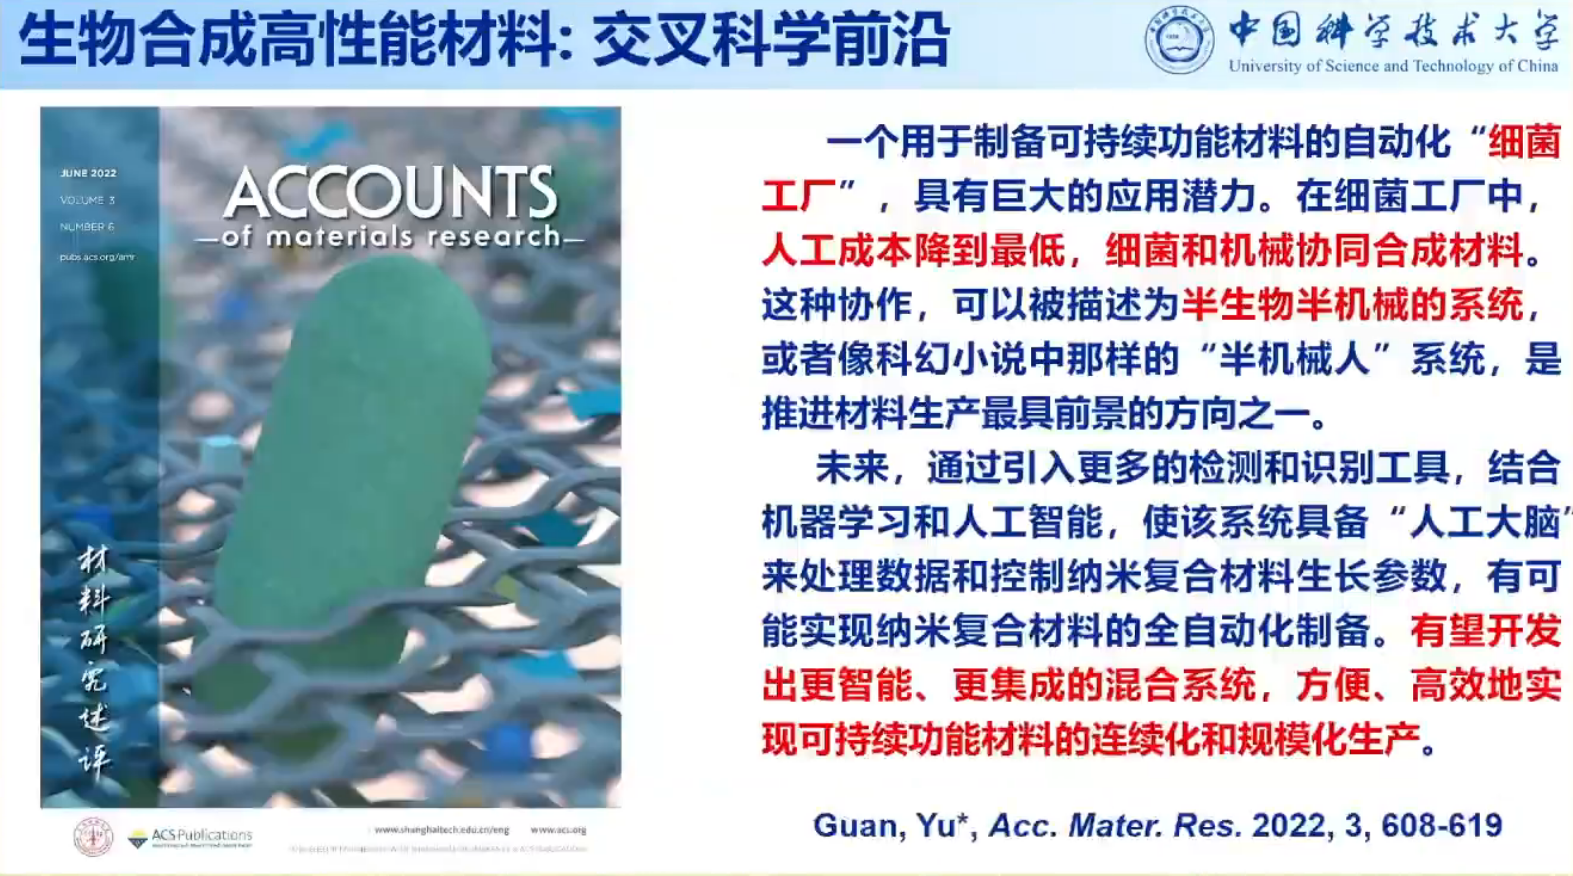 生物合成高性能材料: 交叉科学前沿
中国科学技术大学
University of Science and Technology of China
JUNE 2022
VOLUME 3
NUMBER 6
pubs.acs.org/amr
ACCOUNTS
of materials research
材料研究述评
ACS Publications
www.shanghaitech.edu.cn/eng
www.acs.org
一个用于制备可持续功能材料的自动化“细菌
工厂”，具有巨大的应用潜力。在细菌工厂中，
人工成本降到最低，细菌和机械协同合成材料。
这种协作，可以被描述为半生物半机械的系统，
或者像科幻小说中那样的“半机械人”系统，是
推进材料生产最具前景的方向之一。
未来，通过引入更多的检测和识别工具，结合
机器学习和人工智能，使该系统具备“人工大脑”
来处理数据和控制纳米复合材料生长参数，有可
能实现纳米复合材料的全自动化制备。有望开发
出更智能、更集成的混合系统，方便、高效地实
现可持续功能材料的连续化和规模化生产。
Guan, Yu*, Acc. Mater. Res. 2022, 3, 608-619